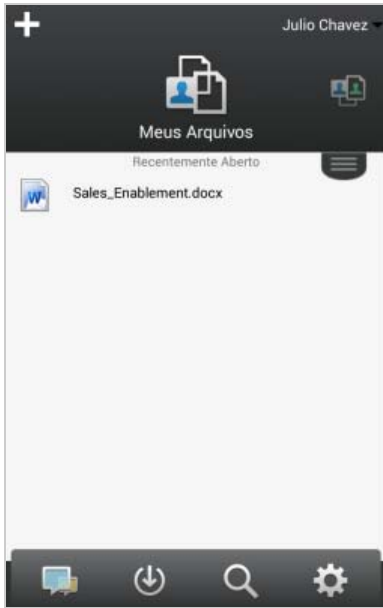 Julio Chavez
Meus Arquivos
Recentemente Aberto
Sales_Enablement.docx